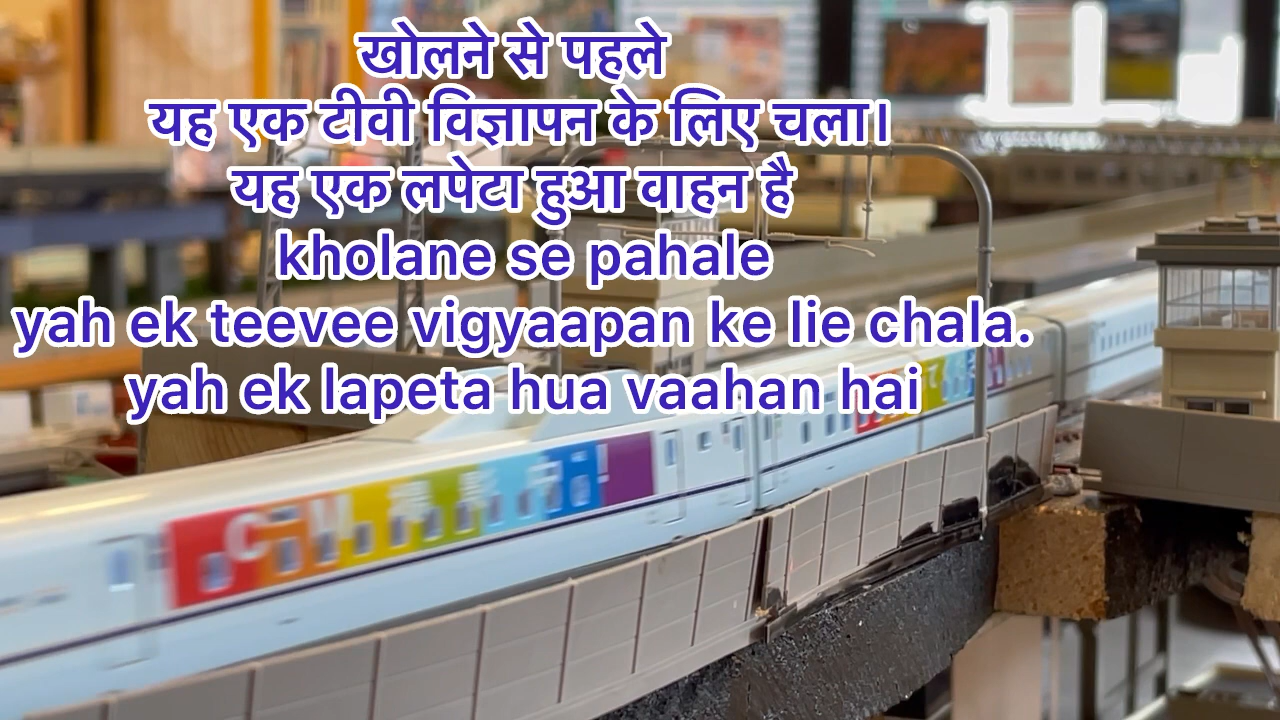 खोलने से पहले
यह एक टीवी विज्ञापन के लिए चला।
यह एक लपेटा हुआ वाहन है
kholane se pahale
yah ek teevee vigyaapan ke lie chala.
yah ek lapeta hua vaahan hai